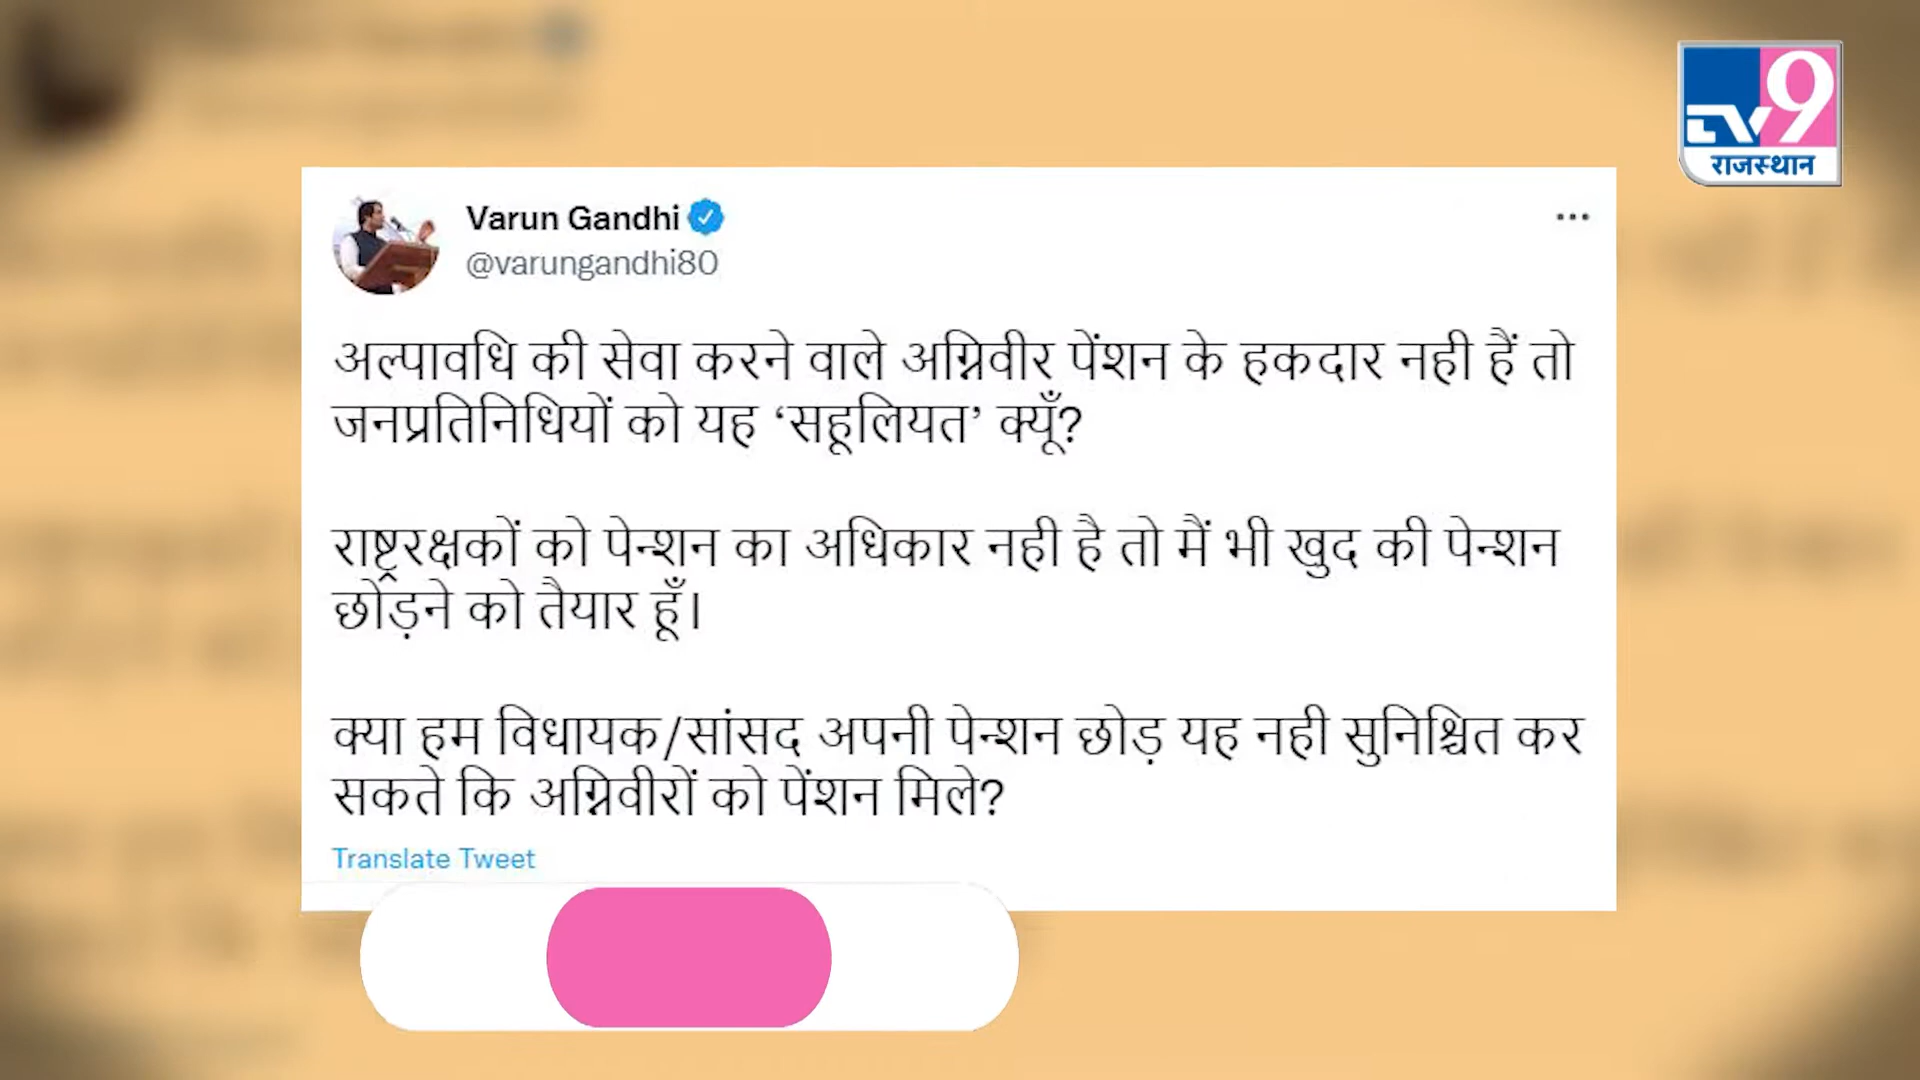 TV9
राजस्थान
Varun Gandhi
@varungandhi80
अल्पावधि की सेवा करने वाले अग्निवीर पेंशन के हकदार नही हैं तो
जनप्रतिनिधियों को यह ‘सहूलियत’ क्यूँ?
राष्ट्ररक्षकों को पेन्शन का अधिकार नही है तो मैं भी खुद की पेन्शन
छोड़ने को तैयार हूँ।
क्या हम विधायक/सांसद अपनी पेन्शन छोड़ यह नही सुनिश्चित कर
सकते कि अग्निवीरों को पेंशन मिले?
Translate Tweet